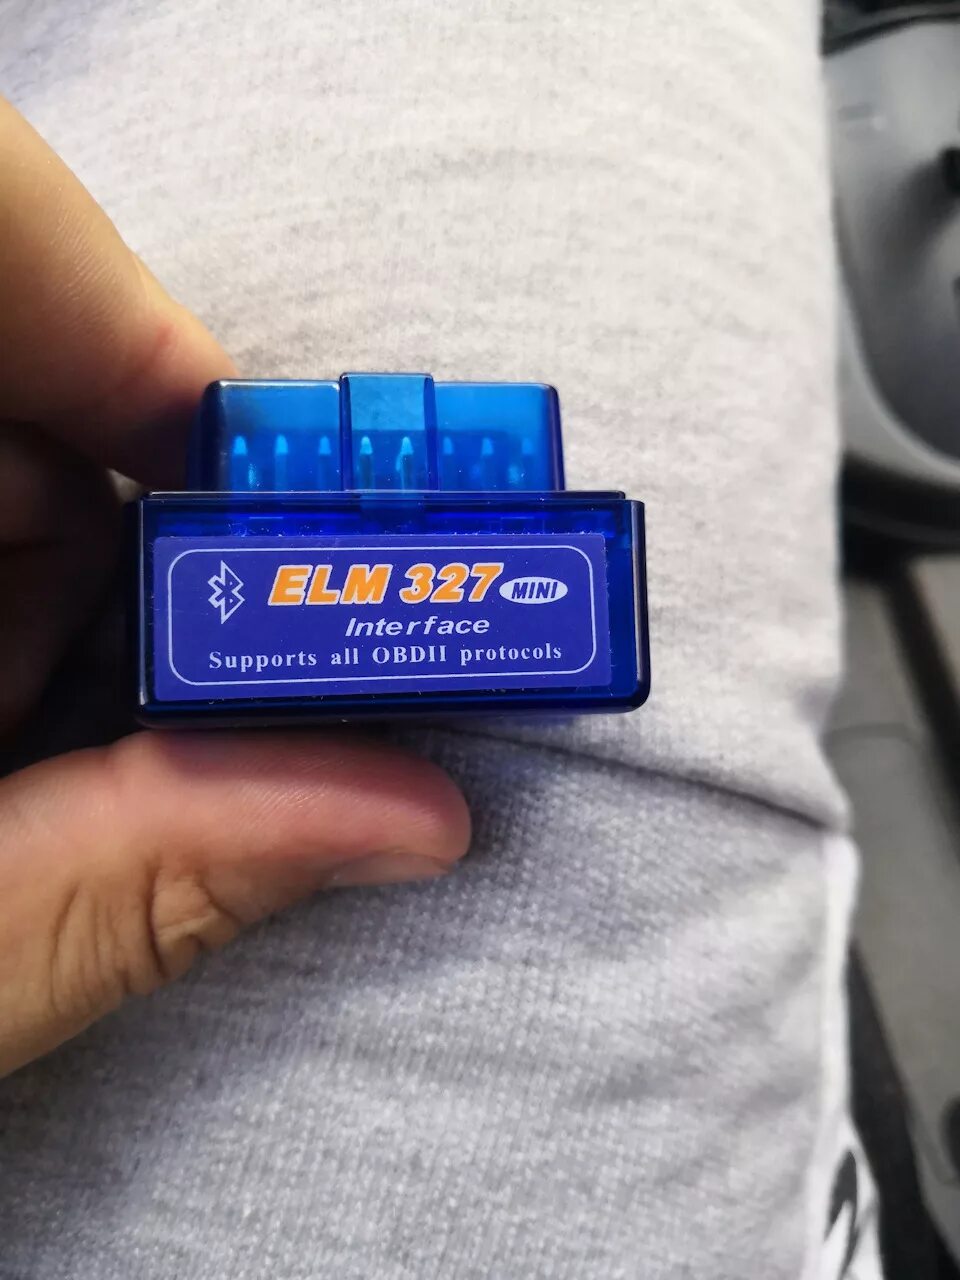 ELM 327 MINI
Interface
Supports all OBDII protocols